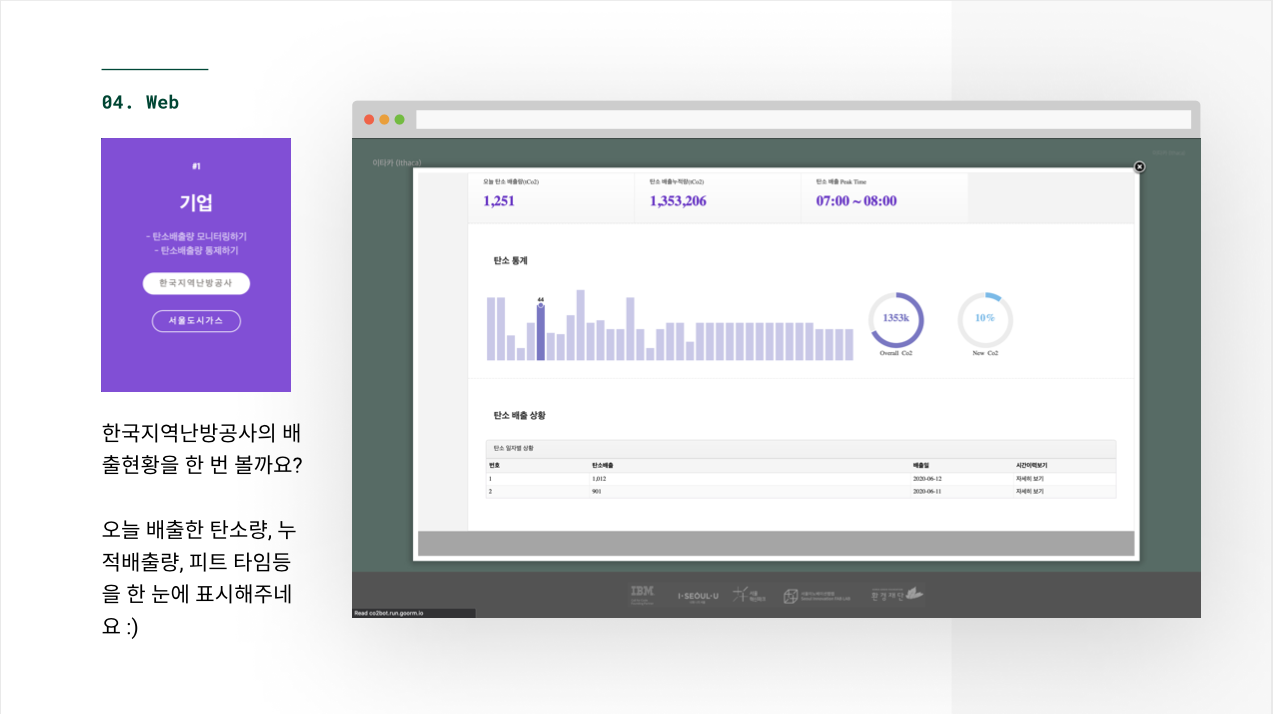 04. Web
#1
기업
- 탄소배출량 모니터링하기
- 탄소배출량 통제하기
한국지역난방공사
서울도시가스
한국지역난방공사의 배
출현황을 한 번 볼까요?
오늘 배출한 탄소량, 누
적배출량, 피트 타임등
을 한 눈에 표시해주네
요 :)
이타카 (Ithaca)
오늘 탄소 배출량(tCo2)
1,251
탄소 배출누적량(tCo2)
1,353,206
탄소 배출 Peak Time
07:00 ~ 08:00
탄소 통계
44
1353k
Overall Co2
10%
New Co2
탄소 배출 상황
탄소 일자별 상황
번호 탄소배출 배출일 시간이력보기
1 1,012 2020-06-12 자세히 보기
2 901 2020-06-11 자세히 보기
IBM
I·SEOUL·U
환경재단
Read co2bot.run.goorm.io